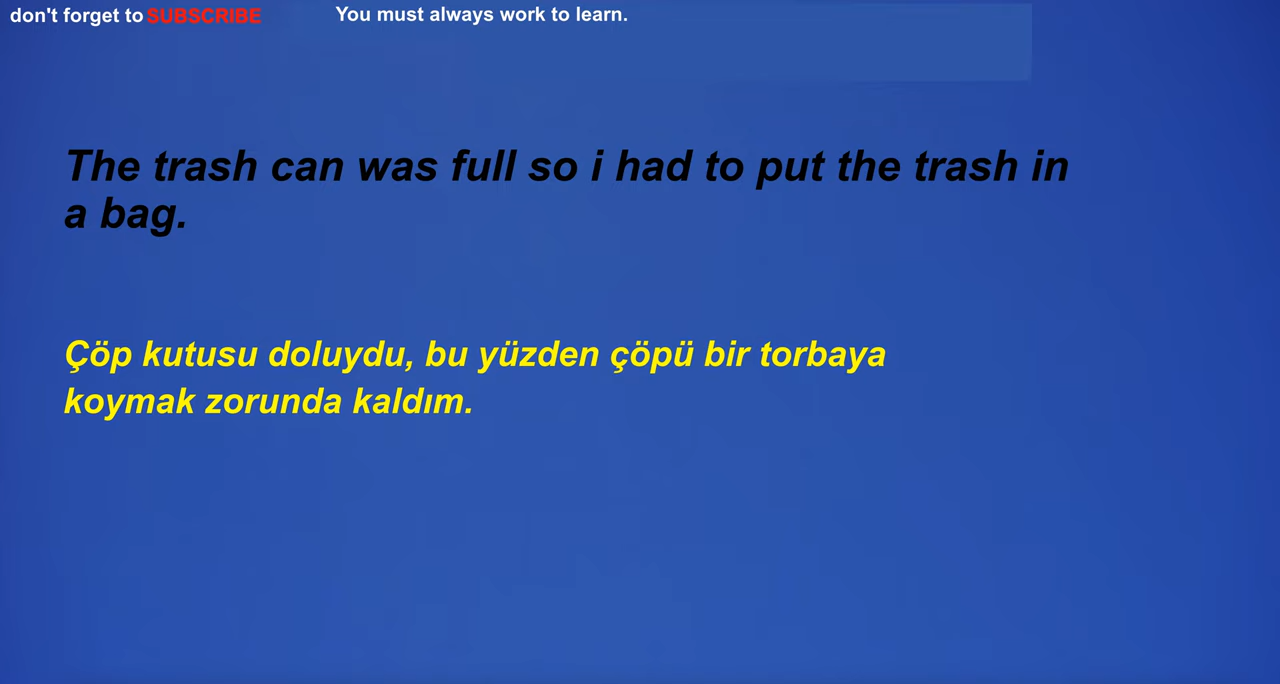 don't forget to SUBSCRIBE You must always work to learn.
The trash can was full so i had to put the trash in
a bag.
Çöp kutusu doluydu, bu yüzden çöpü bir torbaya
koymak zorunda kaldım.